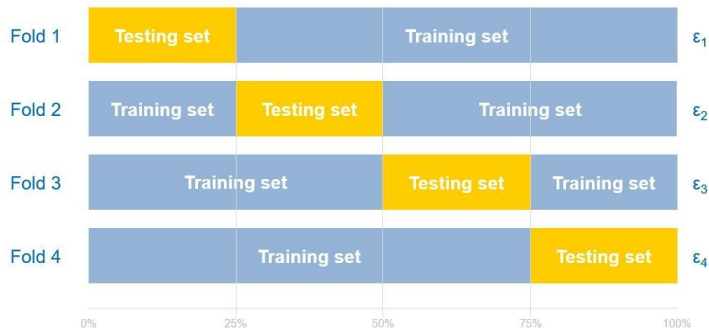 Fold 1 Testing set Training set ε₁
Fold 2 Training set Testing set Training set ε₂
Fold 3 Training set Testing set Training set ε₃
Fold 4 Training set Testing set ε₄
0% 25% 50% 75% 100%